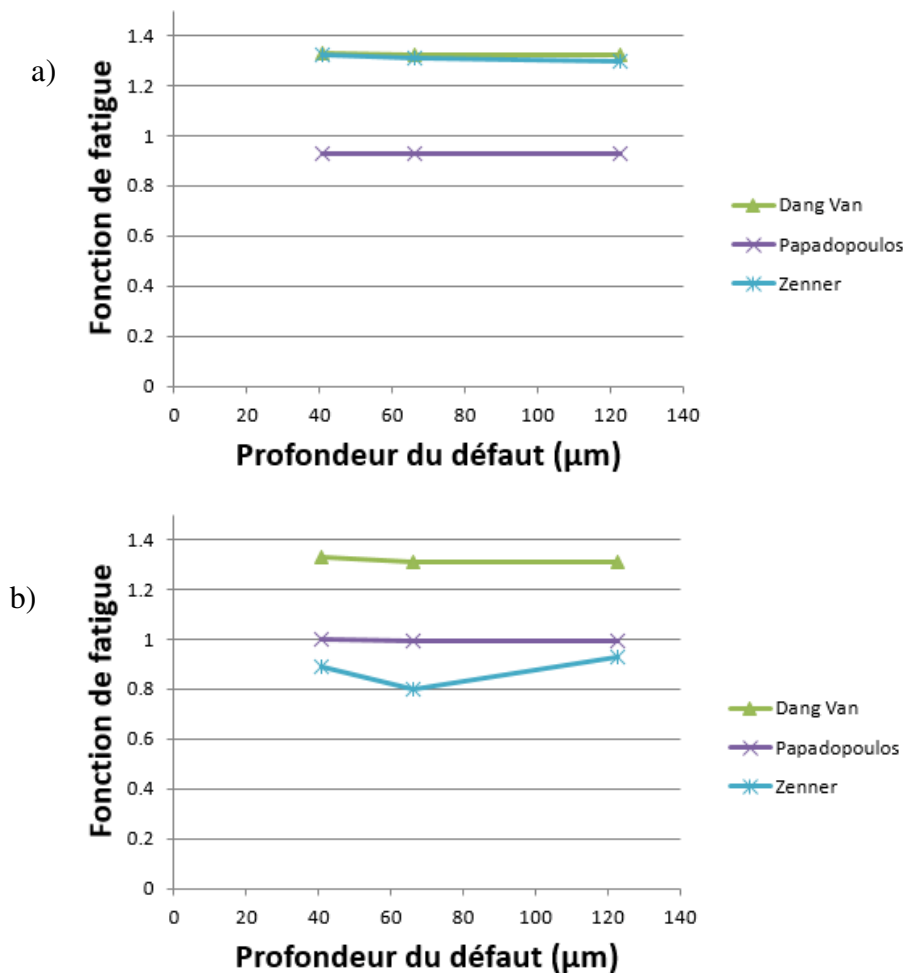 a)
Fonction de fatigue
1.4
1.2
1
0.8
0.6
0.4
0.2
0
0 20 40 60 80 100 120 140
Profondeur du défaut (µm)
Dang Van
Papadopoulos
Zenner
b)
Fonction de fatigue
1.4
1.2
1
0.8
0.6
0.4
0.2
0
0 20 40 60 80 100 120 140
Profondeur du défaut (µm)
Dang Van
Papadopoulos
Zenner